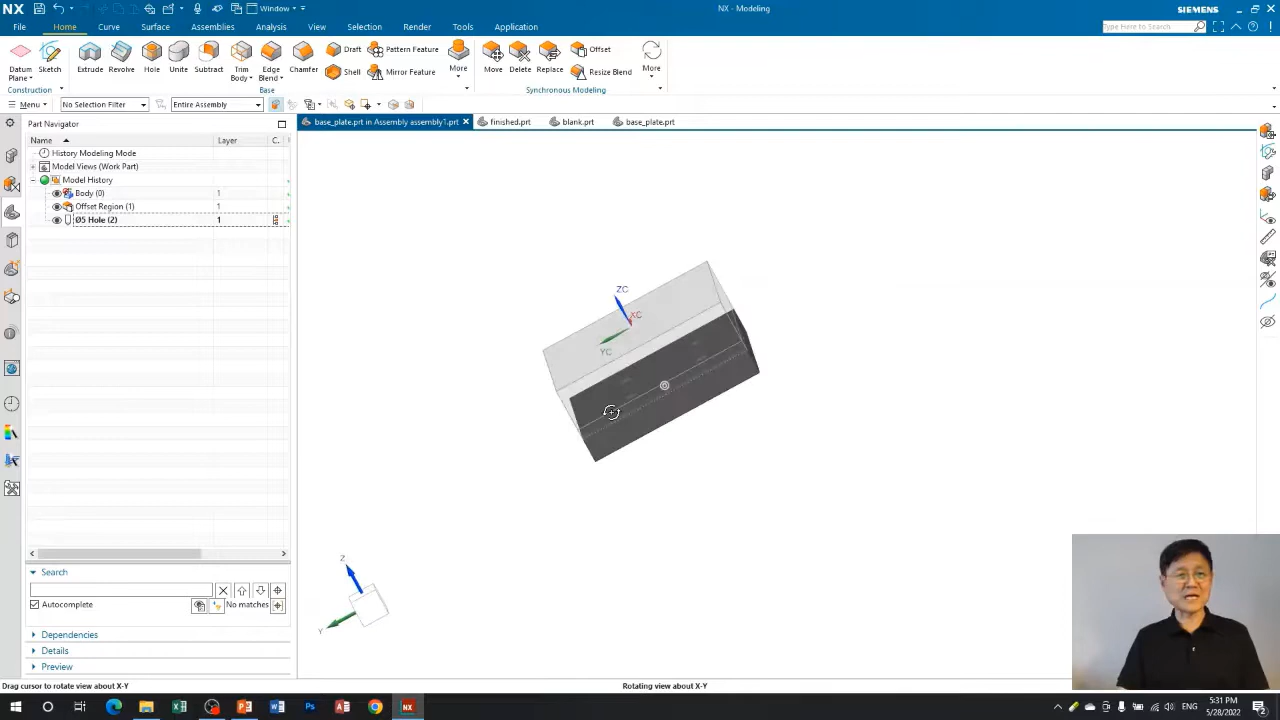 NX
Window
NX - Modeling
SIEMENS
File
Home
Curve
Surface
Assemblies
Analysis
View
Selection
Render
Tools
Application
Type Here to Search
Datum Plane
Sketch
Extrude
Revolve
Hole
Unite
Subtract
Trim Body
Edge Blend
Chamfer
Draft
Shell
Pattern Feature
Mirror Feature
More
Move
Delete
Replace
Offset
Resize Blend
More
Construction
Base
Synchronous Modeling
Menu
No Selection Filter
Entire Assembly
Part Navigator
base_plate.prt in Assembly assembly1.prt
finished.prt
blank.prt
base_plate.prt
Name
Layer
C.
History Modeling Mode
Model Views (Work Part)
Model History
Body (0)
1
Offset Region (1)
1
Ø5 Hole (2)
1
ZC
XC
YC
Z
Y
Search
Autocomplete
No matches
Dependencies
Details
Preview
Drag cursor to rotate view about X-Y
Rotating view about X-Y
NX
ENG
5:31 PM
5/28/2022
2